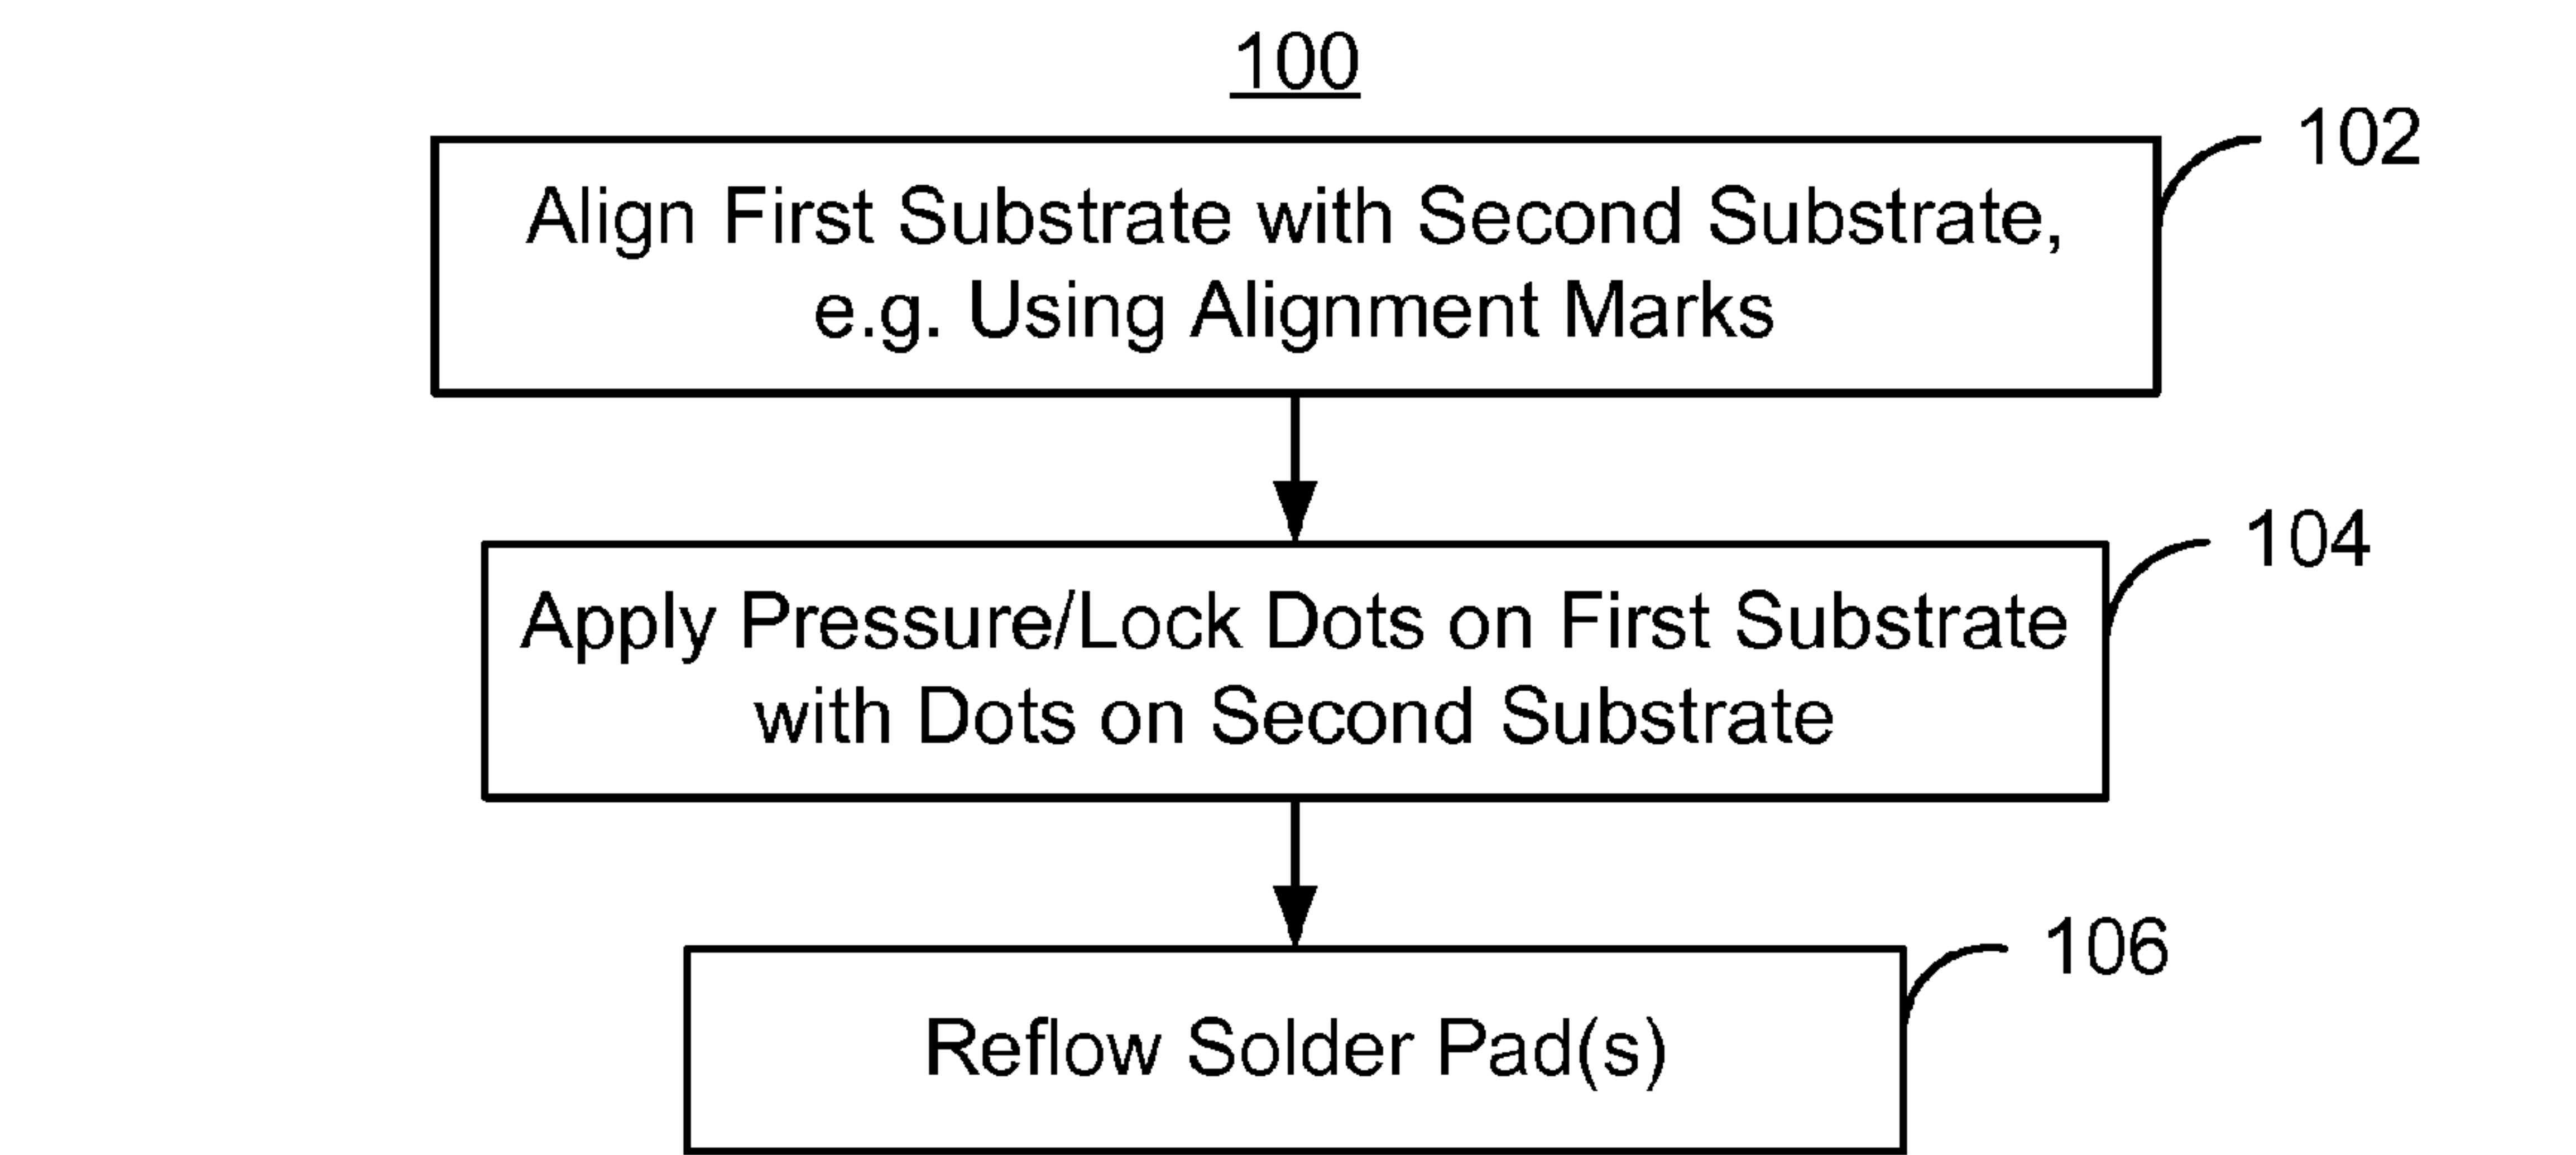 100
102
Align First Substrate with Second Substrate,
e.g. Using Alignment Marks
104
Apply Pressure/Lock Dots on First Substrate
with Dots on Second Substrate
106
Reflow Solder Pad(s)